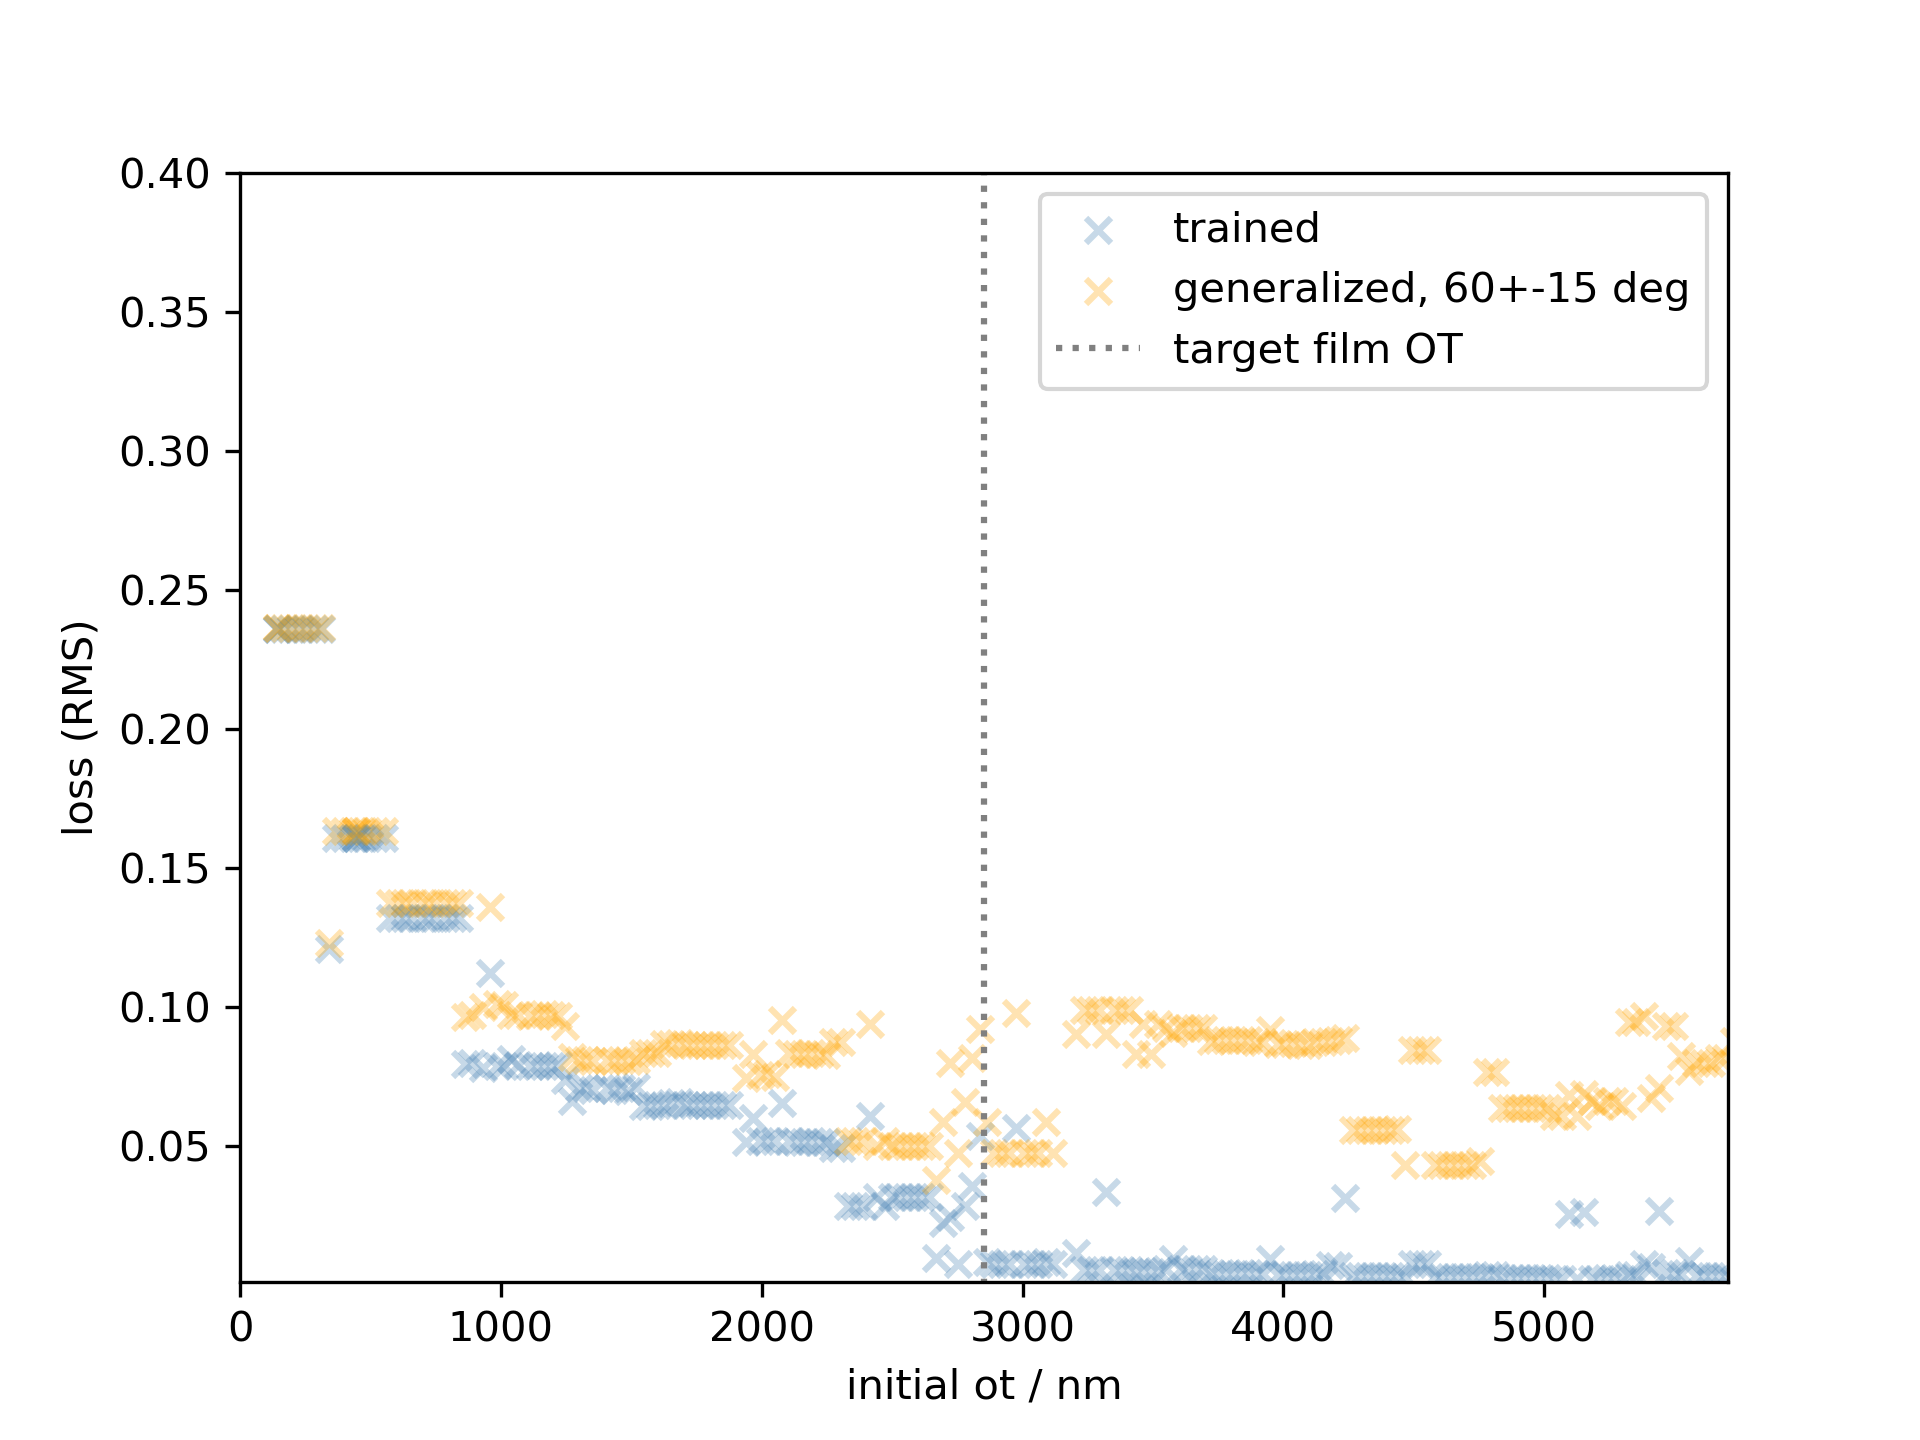 0.40
0.35
0.30
0.25
0.20
0.15
0.10
0.05
loss (RMS)
trained
generalized, 60+-15 deg
target film OT
0 1000 2000 3000 4000 5000
initial ot / nm